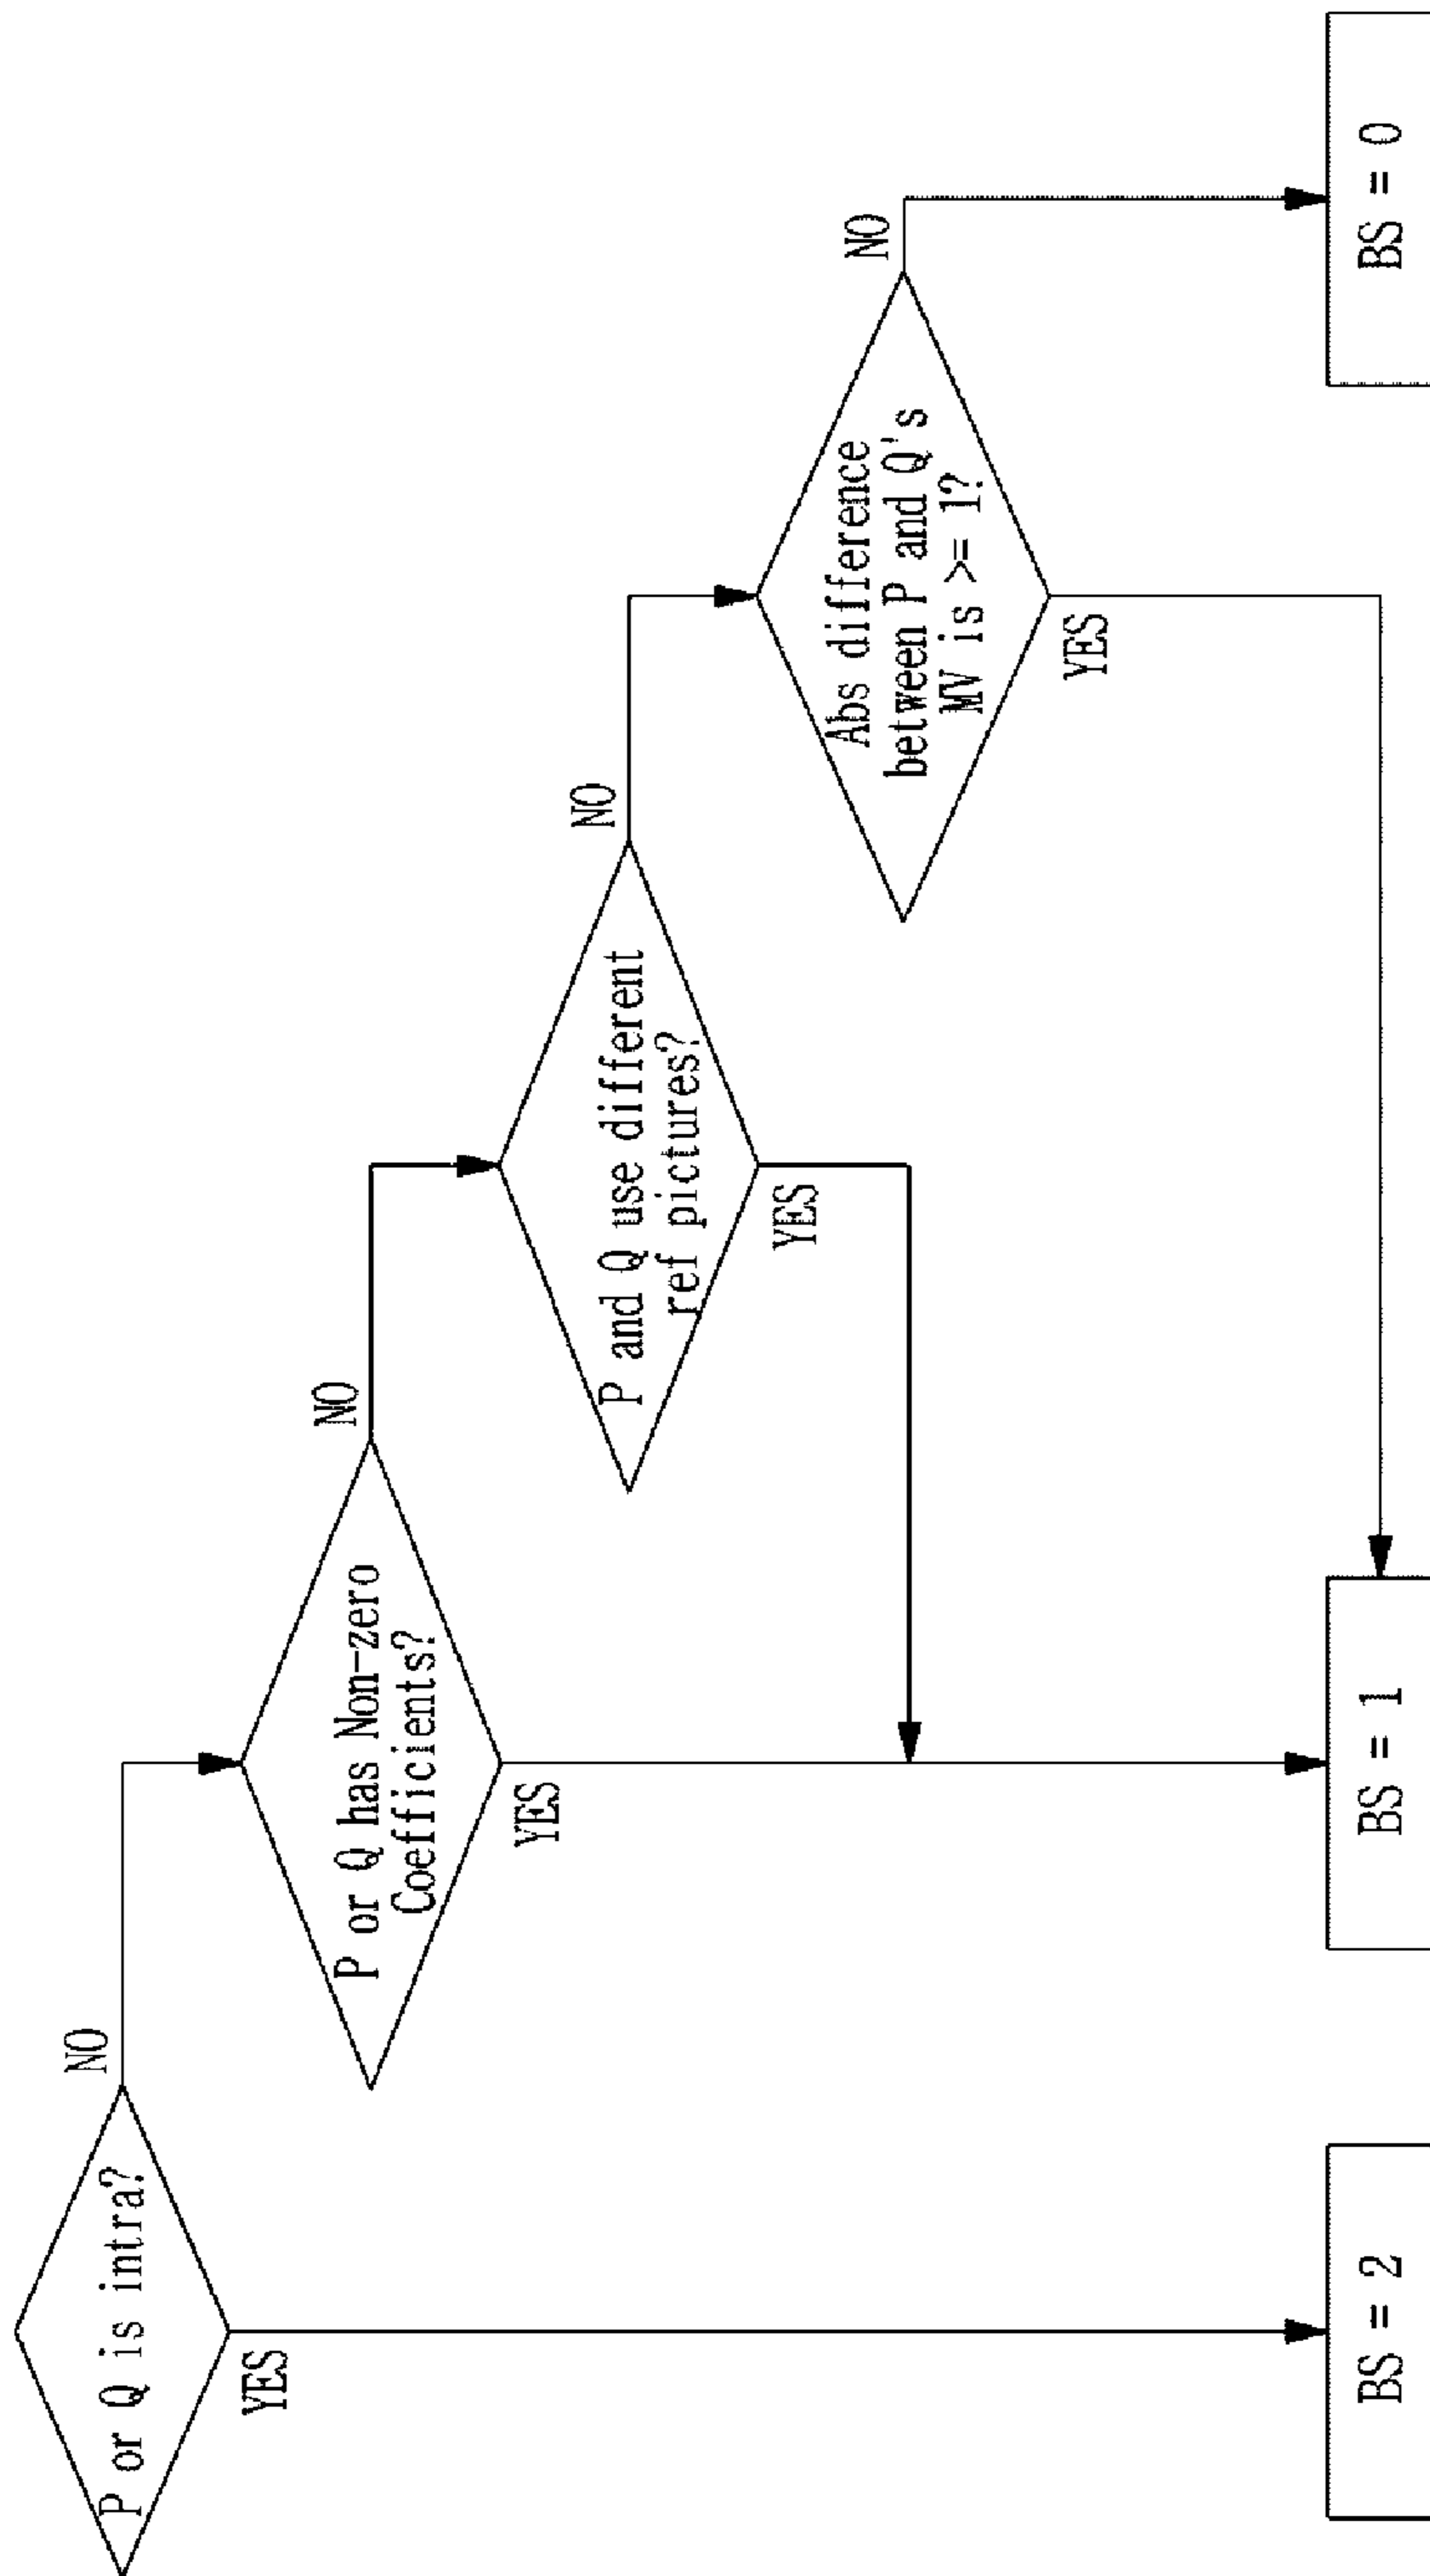 P or Q is intra?
NO
YES
P or Q has Non-zero
Coefficients?
NO
YES
P and Q use different
ref pictures?
NO
YES
Abs difference
between P and Q's
MV is >= 1?
NO
YES
BS = 2
BS = 1
BS = 0